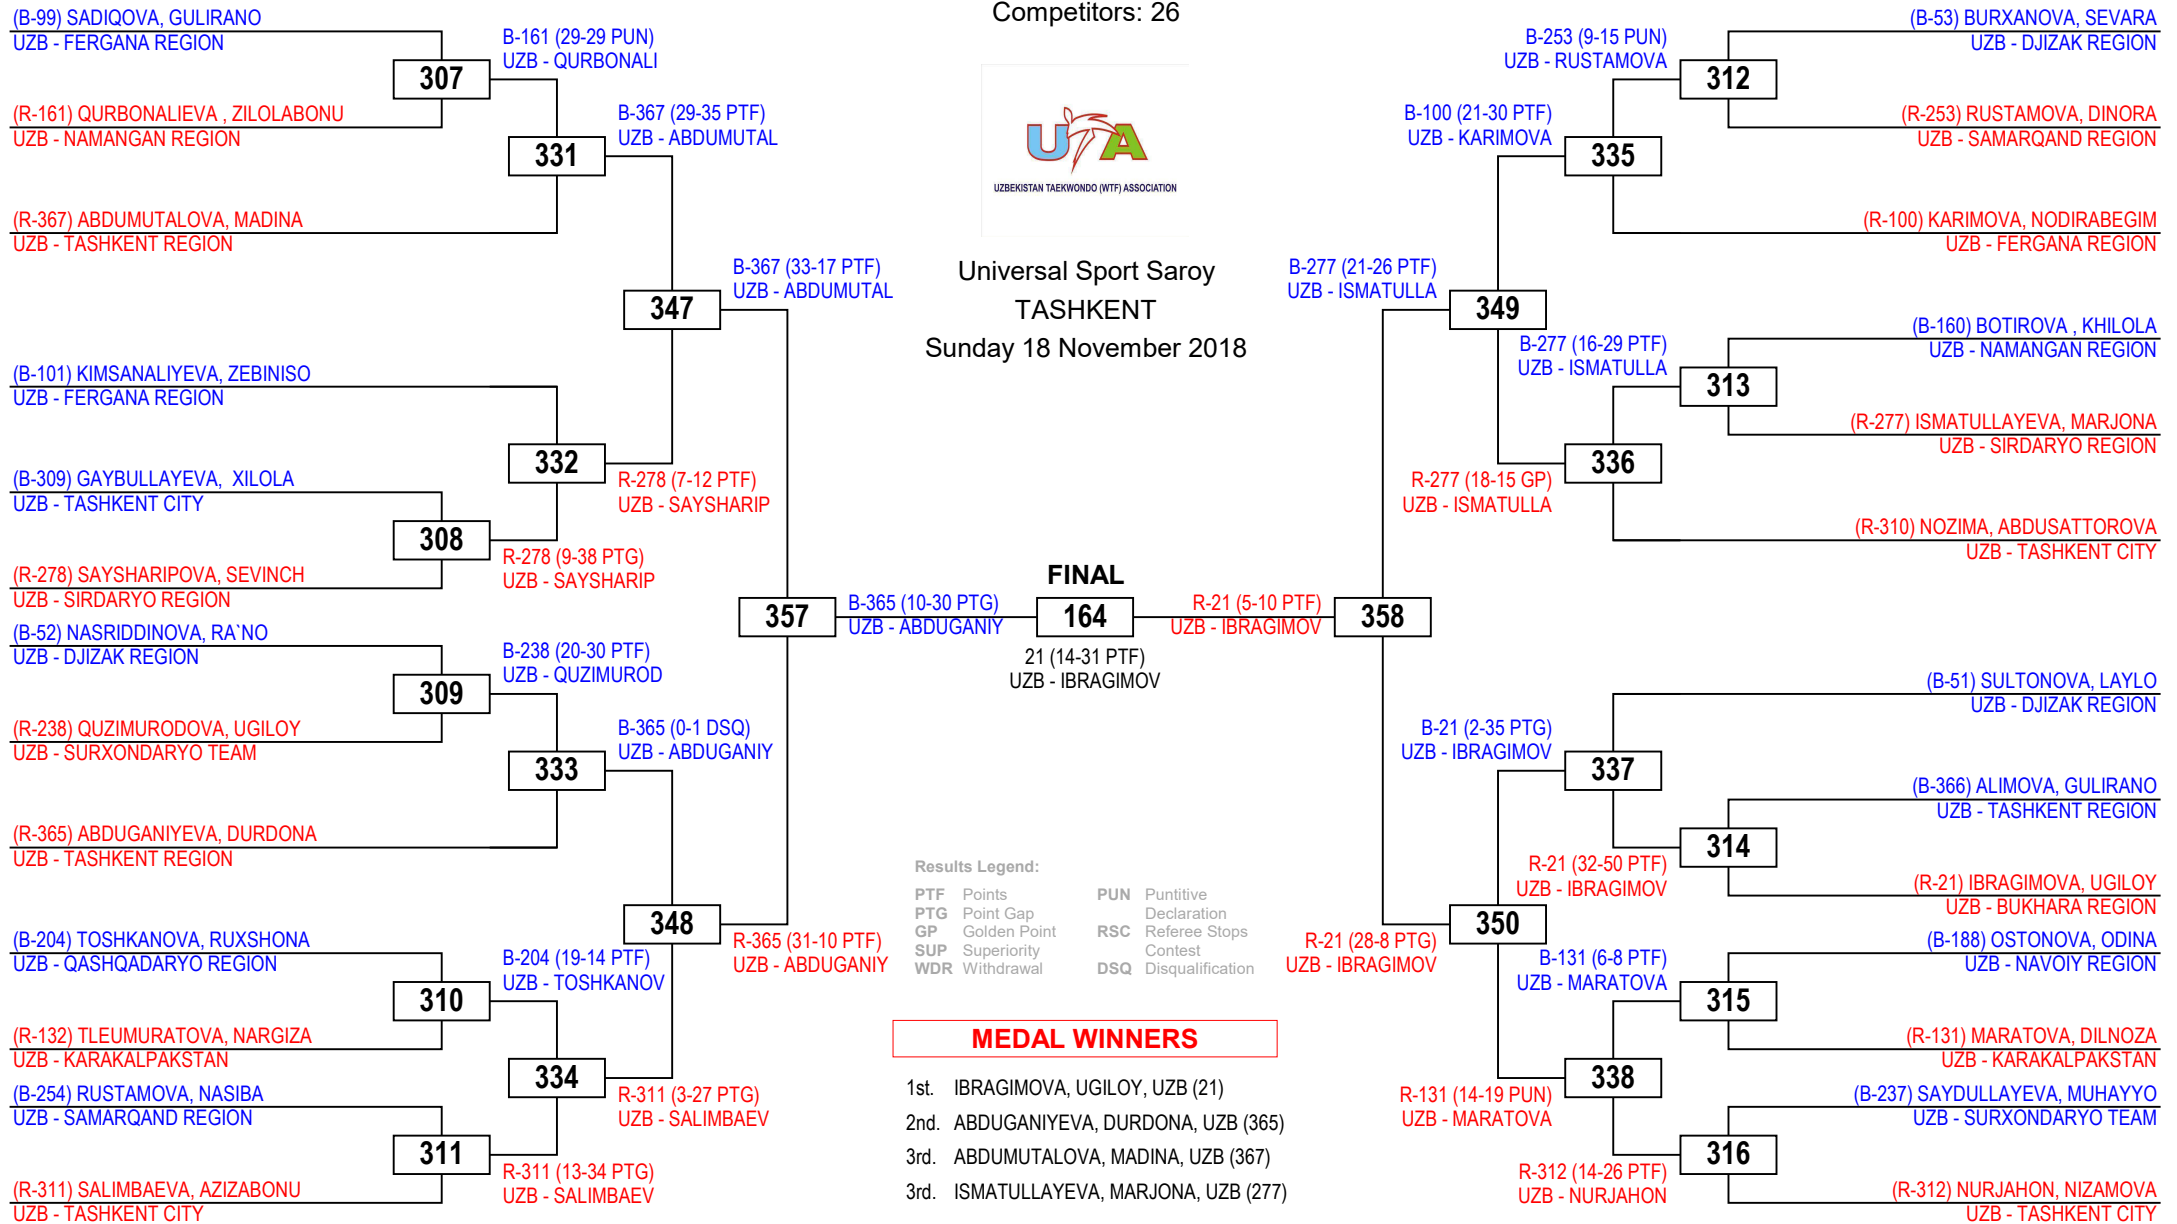 Competitors: 26
UTA
UZBEKISTAN TAEKWONDO (WTF) ASSOCIATION
Universal Sport Saroy
TASHKENT
Sunday 18 November 2018
(B-99) SADIQOVA, GULIRANO
UZB - FERGANA REGION
307
(R-161) QURBONALIEVA , ZILOLABONU
UZB - NAMANGAN REGION
B-161 (29-29 PUN)
UZB - QURBONALI
331
(R-367) ABDUMUTALOVA, MADINA
UZB - TASHKENT REGION
B-367 (29-35 PTF)
UZB - ABDUMUTAL
347
B-367 (33-17 PTF)
UZB - ABDUMUTAL
(B-101) KIMSANALIYEVA, ZEBINISO
UZB - FERGANA REGION
332
(B-309) GAYBULLAYEVA,  XILOLA
UZB - TASHKENT CITY
308
(R-278) SAYSHARIPOVA, SEVINCH
UZB - SIRDARYO REGION
R-278 (9-38 PTG)
UZB - SAYSHARIP
R-278 (7-12 PTF)
UZB - SAYSHARIP
357
B-365 (10-30 PTG)
UZB - ABDUGANIY
(B-52) NASRIDDINOVA, RA`NO
UZB - DJIZAK REGION
309
(R-238) QUZIMURODOVA, UGILOY
UZB - SURXONDARYO TEAM
B-238 (20-30 PTF)
UZB - QUZIMUROD
333
(R-365) ABDUGANIYEVA, DURDONA
UZB - TASHKENT REGION
B-365 (0-1 DSQ)
UZB - ABDUGANIY
348
R-365 (31-10 PTF)
UZB - ABDUGANIY
(B-204) TOSHKANOVA, RUXSHONA
UZB - QASHQADARYO REGION
310
(R-132) TLEUMURATOVA, NARGIZA
UZB - KARAKALPAKSTAN
B-204 (19-14 PTF)
UZB - TOSHKANOV
334
R-311 (3-27 PTG)
UZB - SALIMBAEV
(B-254) RUSTAMOVA, NASIBA
UZB - SAMARQAND REGION
311
(R-311) SALIMBAEVA, AZIZABONU
UZB - TASHKENT CITY
R-311 (13-34 PTG)
UZB - SALIMBAEV
FINAL
164
21 (14-31 PTF)
UZB - IBRAGIMOV
R-21 (5-10 PTF)
UZB - IBRAGIMOV
358
(B-53) BURXANOVA, SEVARA
UZB - DJIZAK REGION
312
(R-253) RUSTAMOVA, DINORA
UZB - SAMARQAND REGION
B-253 (9-15 PUN)
UZB - RUSTAMOVA
335
(R-100) KARIMOVA, NODIRABEGIM
UZB - FERGANA REGION
B-100 (21-30 PTF)
UZB - KARIMOVA
349
B-277 (21-26 PTF)
UZB - ISMATULLA
(B-160) BOTIROVA , KHILOLA
UZB - NAMANGAN REGION
313
(R-277) ISMATULLAYEVA, MARJONA
UZB - SIRDARYO REGION
B-277 (16-29 PTF)
UZB - ISMATULLA
336
R-277 (18-15 GP)
UZB - ISMATULLA
(R-310) NOZIMA, ABDUSATTOROVA
UZB - TASHKENT CITY
(B-51) SULTONOVA, LAYLO
UZB - DJIZAK REGION
B-21 (2-35 PTG)
UZB - IBRAGIMOV
337
(B-366) ALIMOVA, GULIRANO
UZB - TASHKENT REGION
314
(R-21) IBRAGIMOVA, UGILOY
UZB - BUKHARA REGION
R-21 (32-50 PTF)
UZB - IBRAGIMOV
350
R-21 (28-8 PTG)
UZB - IBRAGIMOV
(B-188) OSTONOVA, ODINA
UZB - NAVOIY REGION
315
(R-131) MARATOVA, DILNOZA
UZB - KARAKALPAKSTAN
B-131 (6-8 PTF)
UZB - MARATOVA
338
R-131 (14-19 PUN)
UZB - MARATOVA
(B-237) SAYDULLAYEVA, MUHAYYO
UZB - SURXONDARYO TEAM
316
(R-312) NURJAHON, NIZAMOVA
UZB - TASHKENT CITY
R-312 (14-26 PTF)
UZB - NURJAHON
Results Legend:
PTF Points
PTG Point Gap
GP Golden Point
SUP Superiority
WDR Withdrawal
PUN Puntitive
Declaration
RSC Referee Stops
Contest
DSQ Disqualification
MEDAL WINNERS
1st. IBRAGIMOVA, UGILOY, UZB (21)
2nd. ABDUGANIYEVA, DURDONA, UZB (365)
3rd. ABDUMUTALOVA, MADINA, UZB (367)
3rd. ISMATULLAYEVA, MARJONA, UZB (277)